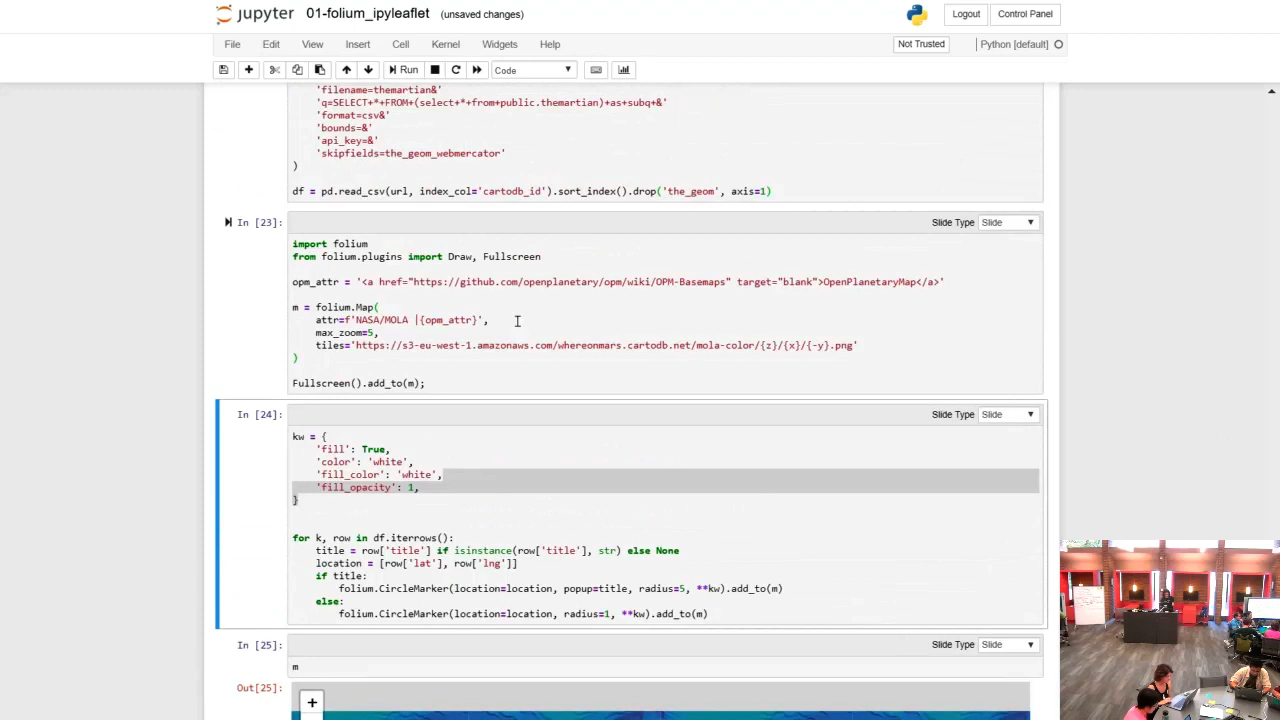 jupyter 01-folium_ipyleaflet (unsaved changes) Logout Control Panel
File Edit View Insert Cell Kernel Widgets Help Not Trusted Python [default]
Run Code
'filename=themartian&'
'q=SELECT+*+FROM+(select+*+from+public.themartian)+as+subq+&'
'format=csv&'
'bounds=&'
'api_key=&'
'skipfields=the_geom_webmercator'
)
df = pd.read_csv(url, index_col='cartodb_id').sort_index().drop('the_geom', axis=1)
In [23]: Slide Type Slide
import folium
from folium.plugins import Draw, Fullscreen
opm_attr = '<a href="https://github.com/openplanetary/opm/wiki/OPM-Basemaps" target="blank">OpenPlanetaryMap</a>'
m = folium.Map(
attr=f'NASA/MOLA |{opm_attr}',
max_zoom=5,
tiles='https://s3-eu-west-1.amazonaws.com/whereonmars.cartodb.net/mola-color/{z}/{x}/{-y}.png'
)
Fullscreen().add_to(m);
In [24]: Slide Type Slide
kw = {
'fill': True,
'color': 'white',
'fill_color': 'white',
'fill_opacity': 1,
}
for k, row in df.iterrows():
title = row['title'] if isinstance(row['title'], str) else None
location = [row['lat'], row['lng']]
if title:
folium.CircleMarker(location=location, popup=title, radius=5, **kw).add_to(m)
else:
folium.CircleMarker(location=location, radius=1, **kw).add_to(m)
In [25]: Slide Type Slide
m
Out[25]:
+